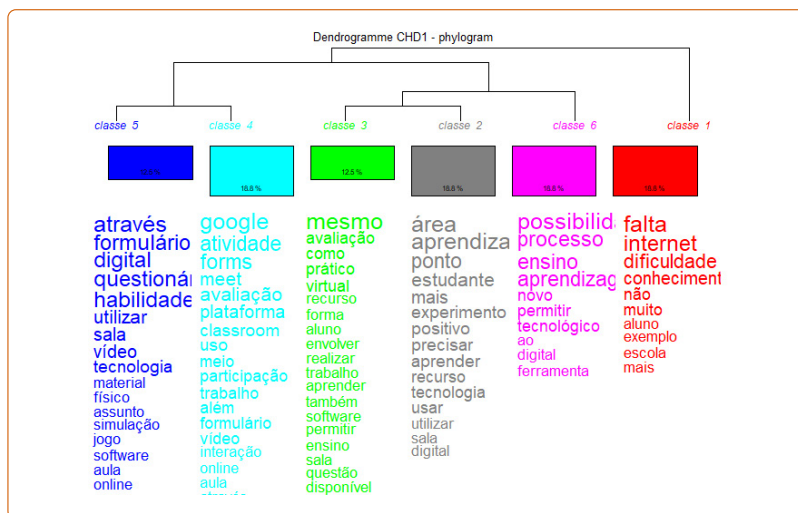 Dendrogramme CHD1 - phylogram
classe 5
classe 4
classe 3
classe 2
classe 6
classe 1
18.8 %
12.5 %
18.8 %
18.8 %
18.8 %
através
formulário
digital
questionár
habilidade
utilizar
sala
vídeo
tecnologia
material
físico
assunto
simulação
jogo
software
aula
online
google
atividade
forms
meet
avaliação
plataforma
classroom
uso
meio
participação
trabalho
além
formulário
vídeo
interação
online
aula
mesmo
avaliação
como
prático
virtual
recurso
forma
aluno
envolver
realizar
trabalho
aprender
também
software
permitir
ensino
sala
questão
disponível
área
aprendiza
ponto
estudante
mais
experimento
positivo
precisar
aprender
recurso
tecnologia
usar
utilizar
sala
digital
possibilid
processo
ensino
aprendizag
novo
permitir
tecnológico
ao
digital
ferramenta
falta
internet
dificuldade
conheciment
não
muito
aluno
exemplo
escola
mais